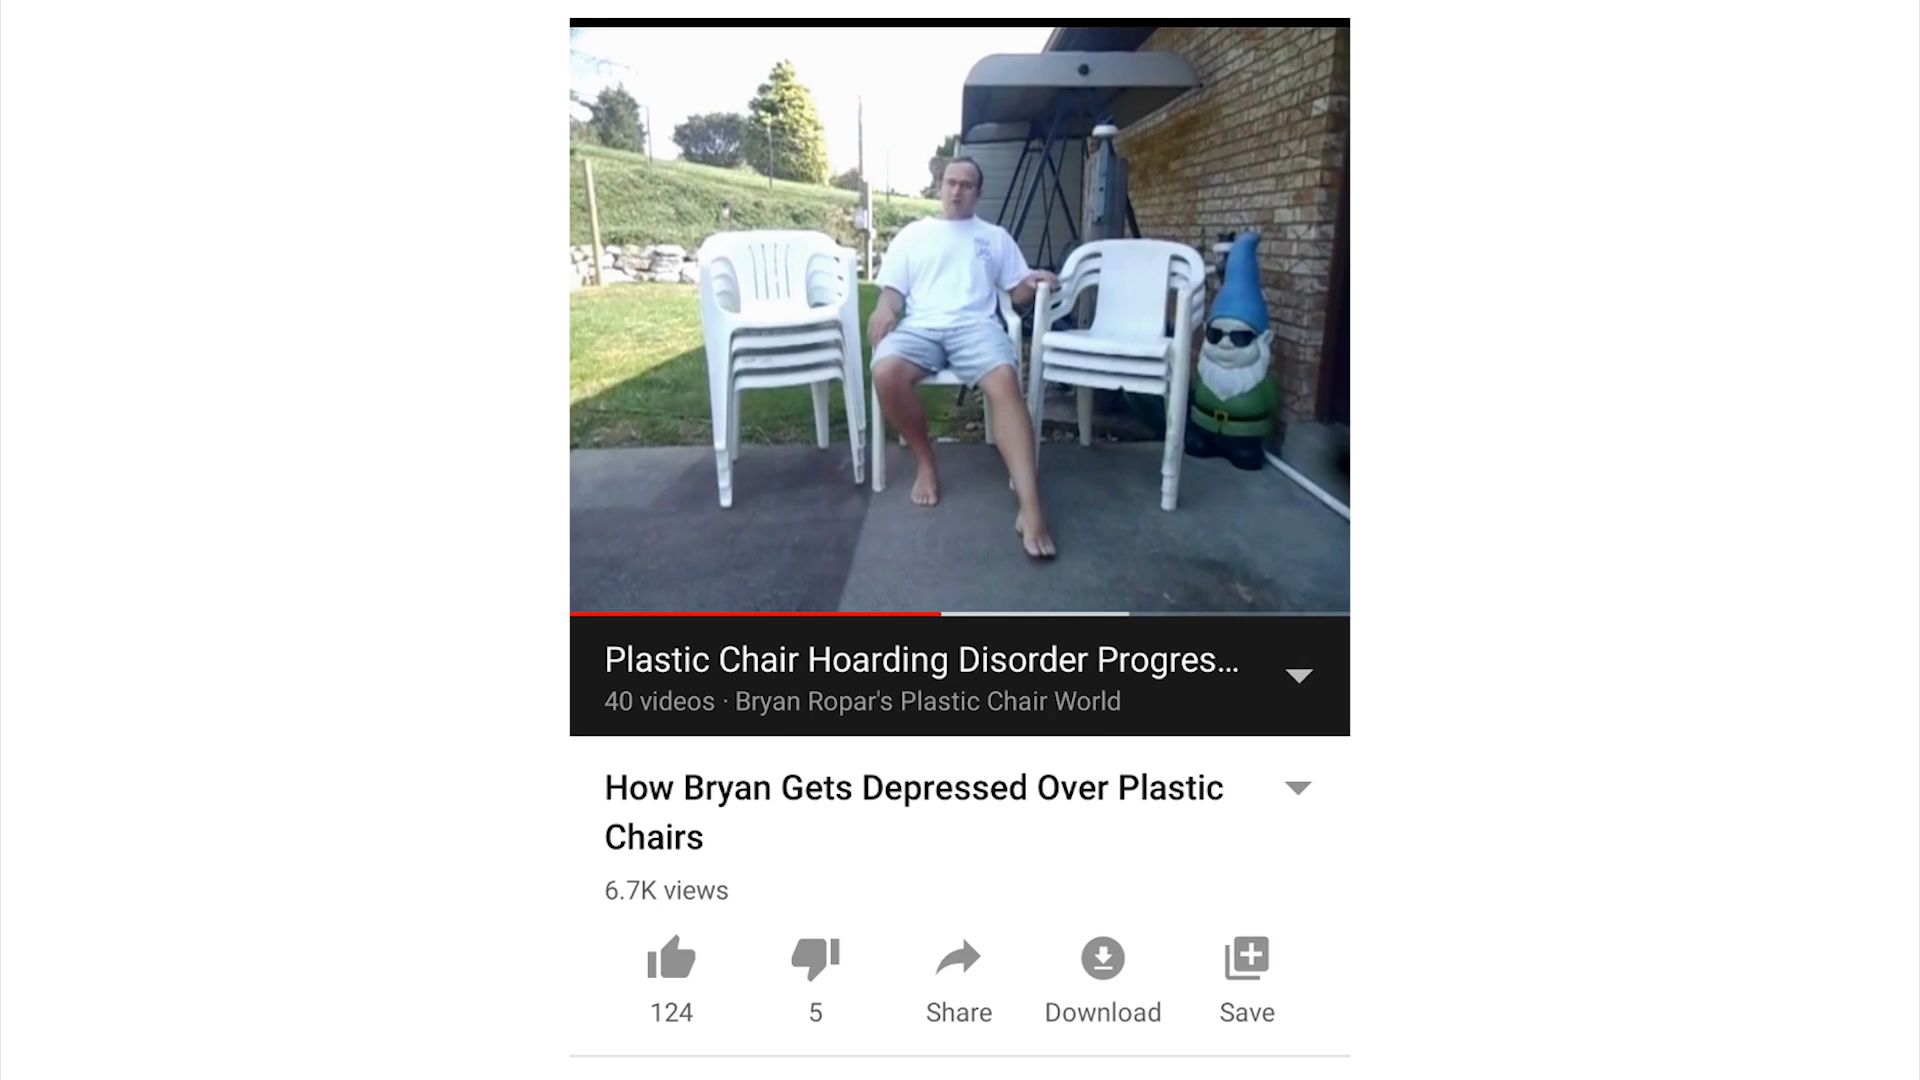 Plastic Chair Hoarding Disorder Progres...
40 videos · Bryan Ropar's Plastic Chair World
How Bryan Gets Depressed Over Plastic
Chairs
6.7K views
124
5
Share
Download
Save